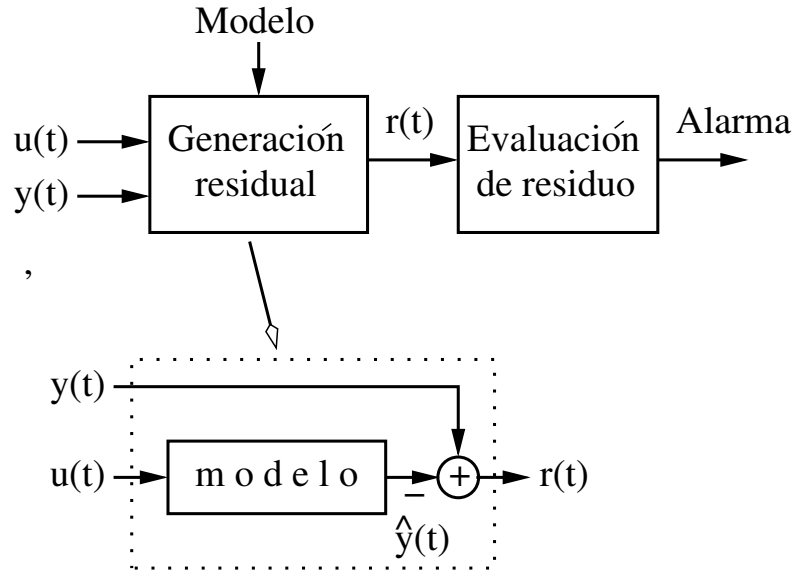 Modelo
u(t)
y(t)
Generación
residual
r(t)
Evaluación
de residuo
Alarma
,
y(t)
u(t)
m o d e l o
+
−
ŷ(t)
r(t)